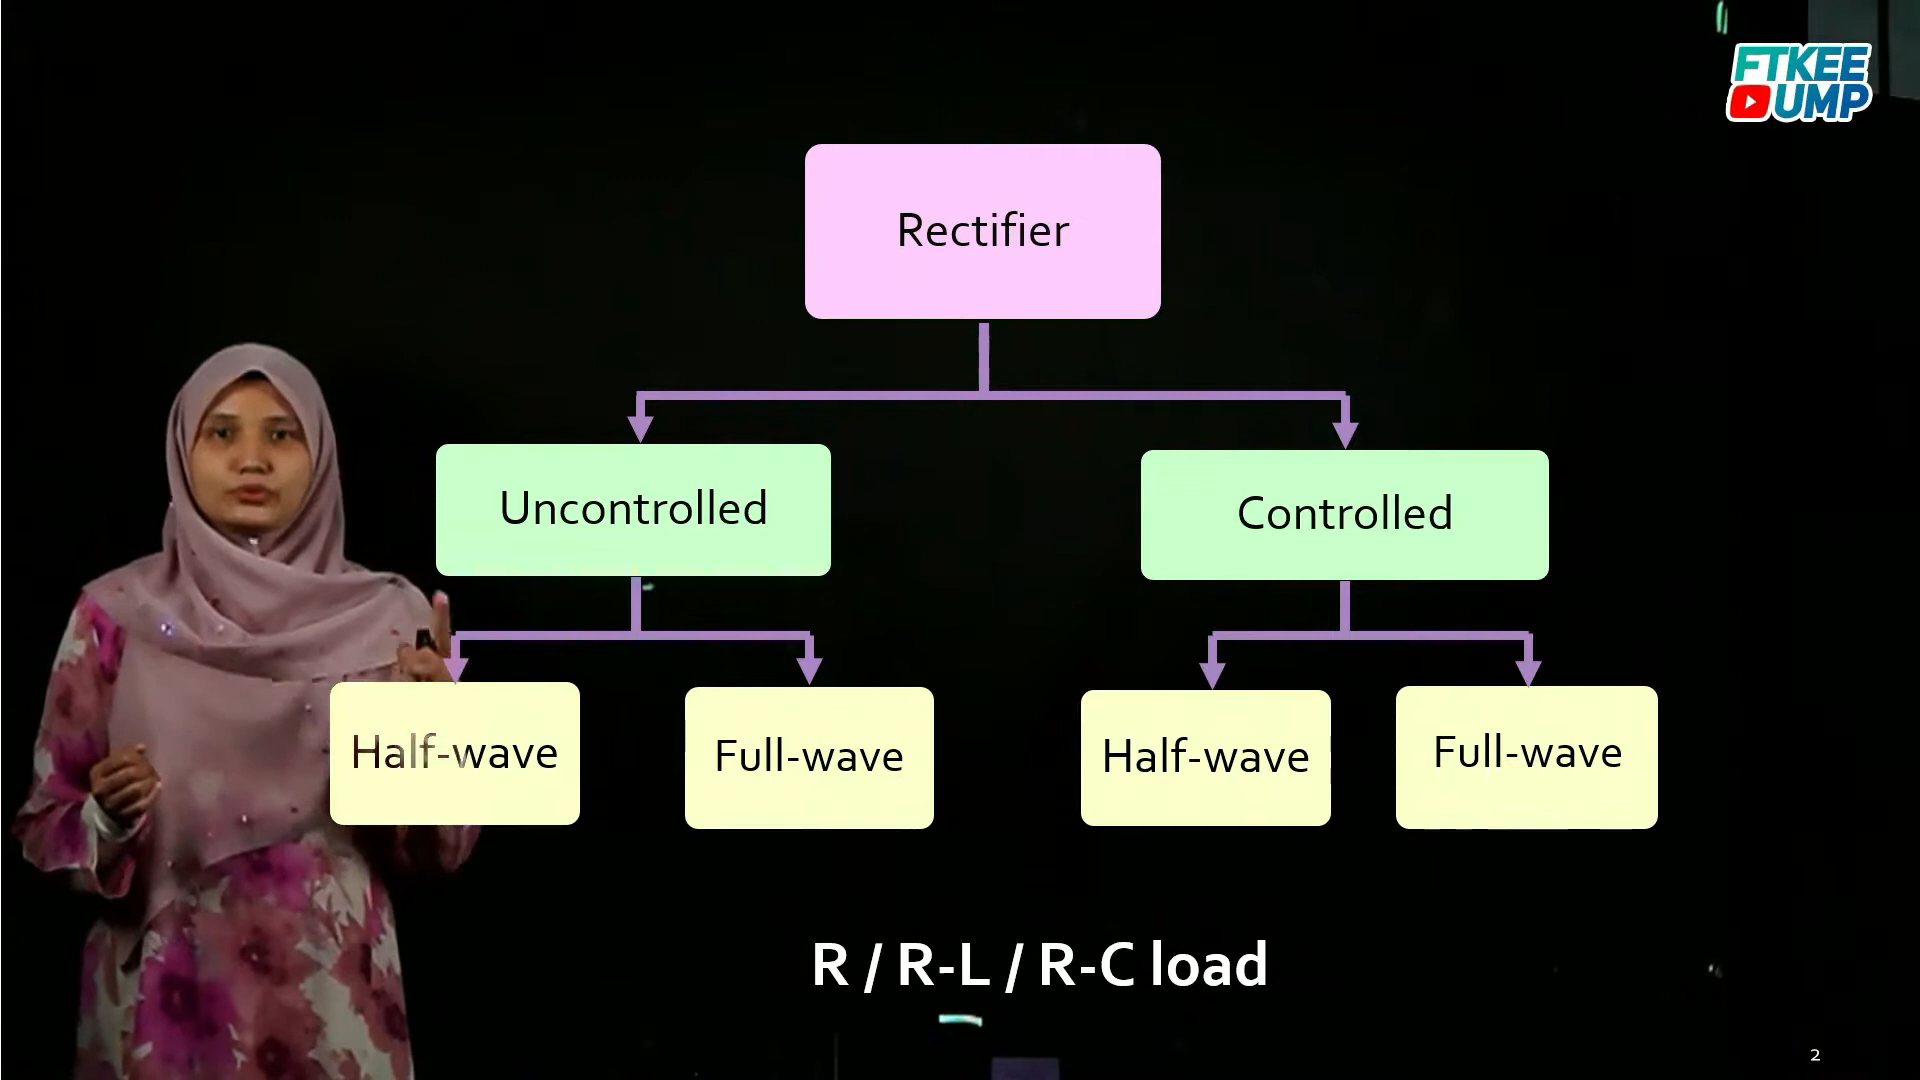 FTKEE
UMP
Rectifier
Uncontrolled
Controlled
Half-wave
Full-wave
Half-wave
Full-wave
R / R-L / R-C load
2